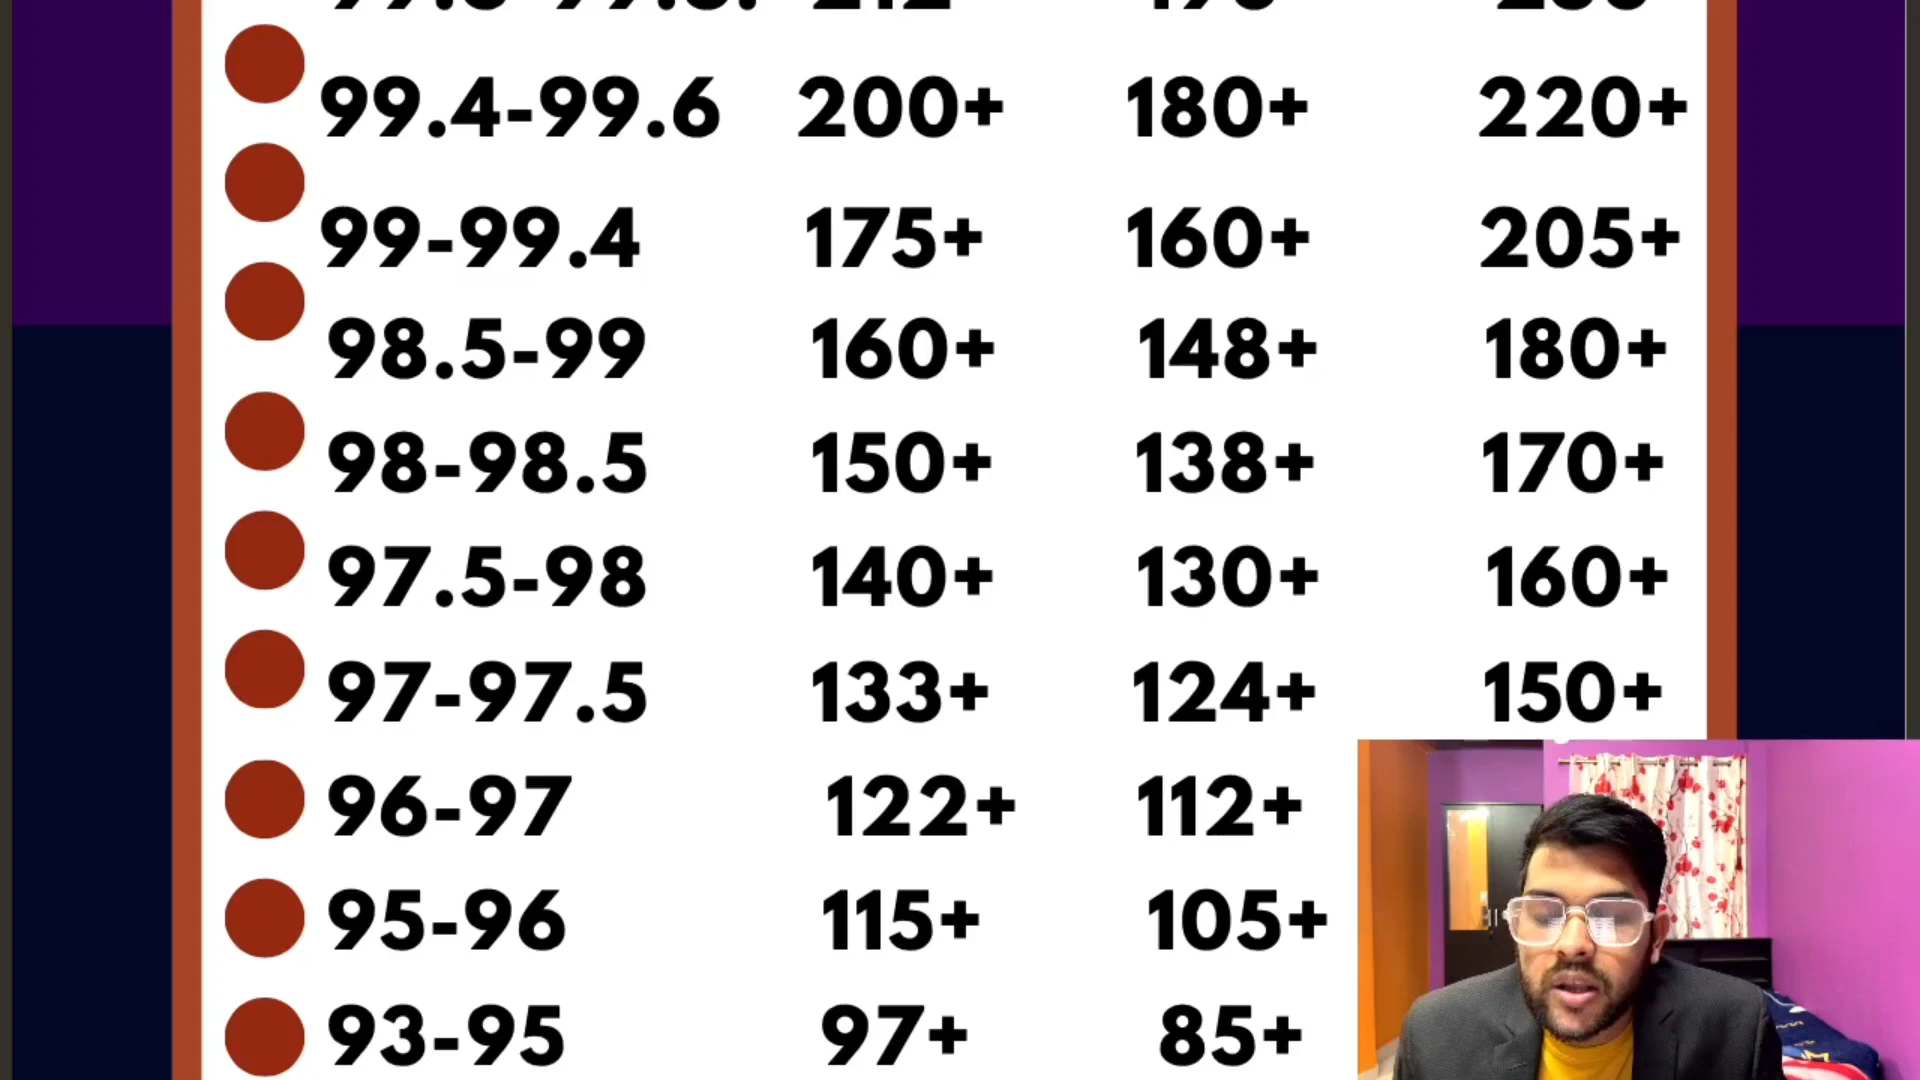 99.4-99.6 200+ 180+ 220+
99-99.4 175+ 160+ 205+
98.5-99 160+ 148+ 180+
98-98.5 150+ 138+ 170+
97.5-98 140+ 130+ 160+
97-97.5 133+ 124+ 150+
96-97 122+ 112+
95-96 115+ 105+
93-95 97+ 85+